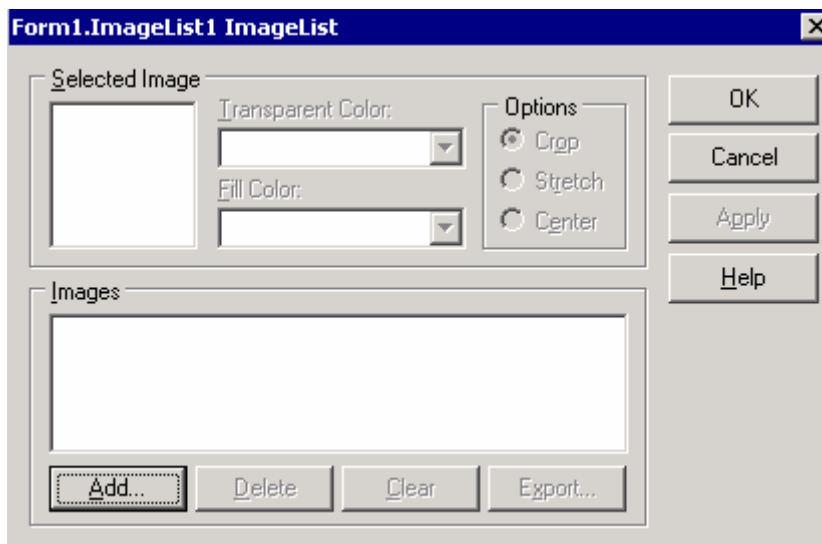 Form1.ImageList1 ImageList
Selected Image
Transparent Color:
Fill Color:
Options
Crop
Stretch
Center
OK
Cancel
Apply
Help
Images
Add...
Delete
Clear
Export...